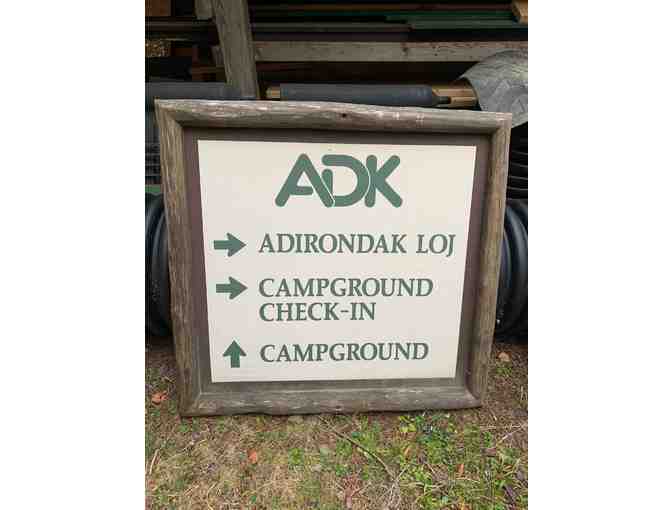 ADK
ADIRONDAK LOJ
CAMPGROUND
CHECK-IN
CAMPGROUND